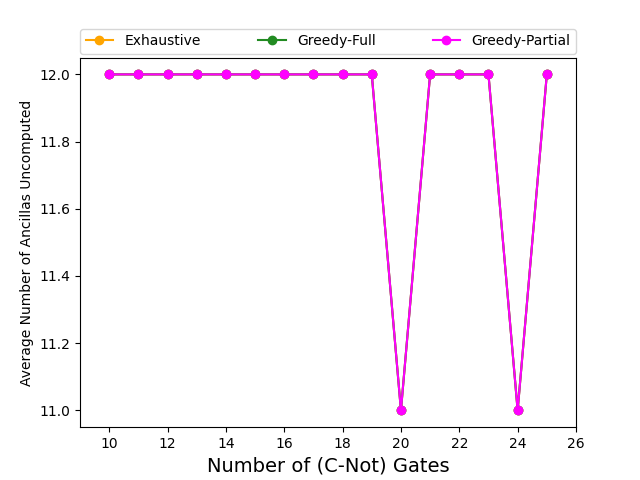 Exhaustive Greedy-Full Greedy-Partial
12.0
11.8
11.6
11.4
11.2
11.0
Average Number of Ancillas Uncomputed
10 12 14 16 18 20 22 24 26
Number of (C-Not) Gates